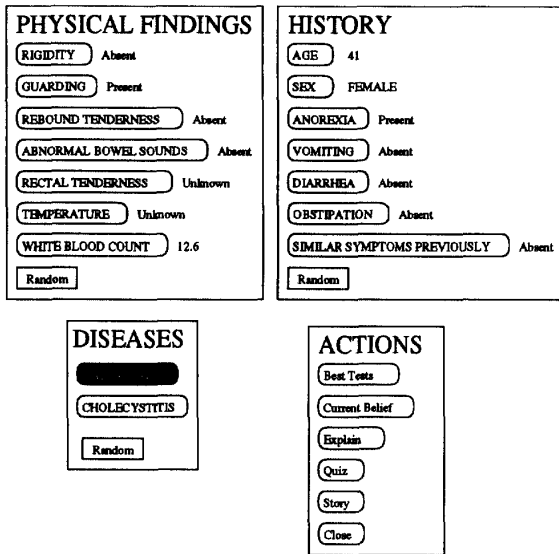 PHYSICAL FINDINGS
RIGIDITY Absent
GUARDING Present
REBOUND TENDERNESS Absent
ABNORMAL BOWEL SOUNDS Absent
RECTAL TENDERNESS Unknown
TEMPERATURE Unknown
WHITE BLOOD COUNT 12.6
Random
HISTORY
AGE 41
SEX FEMALE
ANOREXIA Present
VOMITING Absent
DIARRHEA Absent
OBSTIPATION Absent
SIMILAR SYMPTOMS PREVIOUSLY Absent
Random
DISEASES
CHOLECYSTITIS
Random
ACTIONS
Best Tests
Current Belief
Explain
Quiz
Story
Close